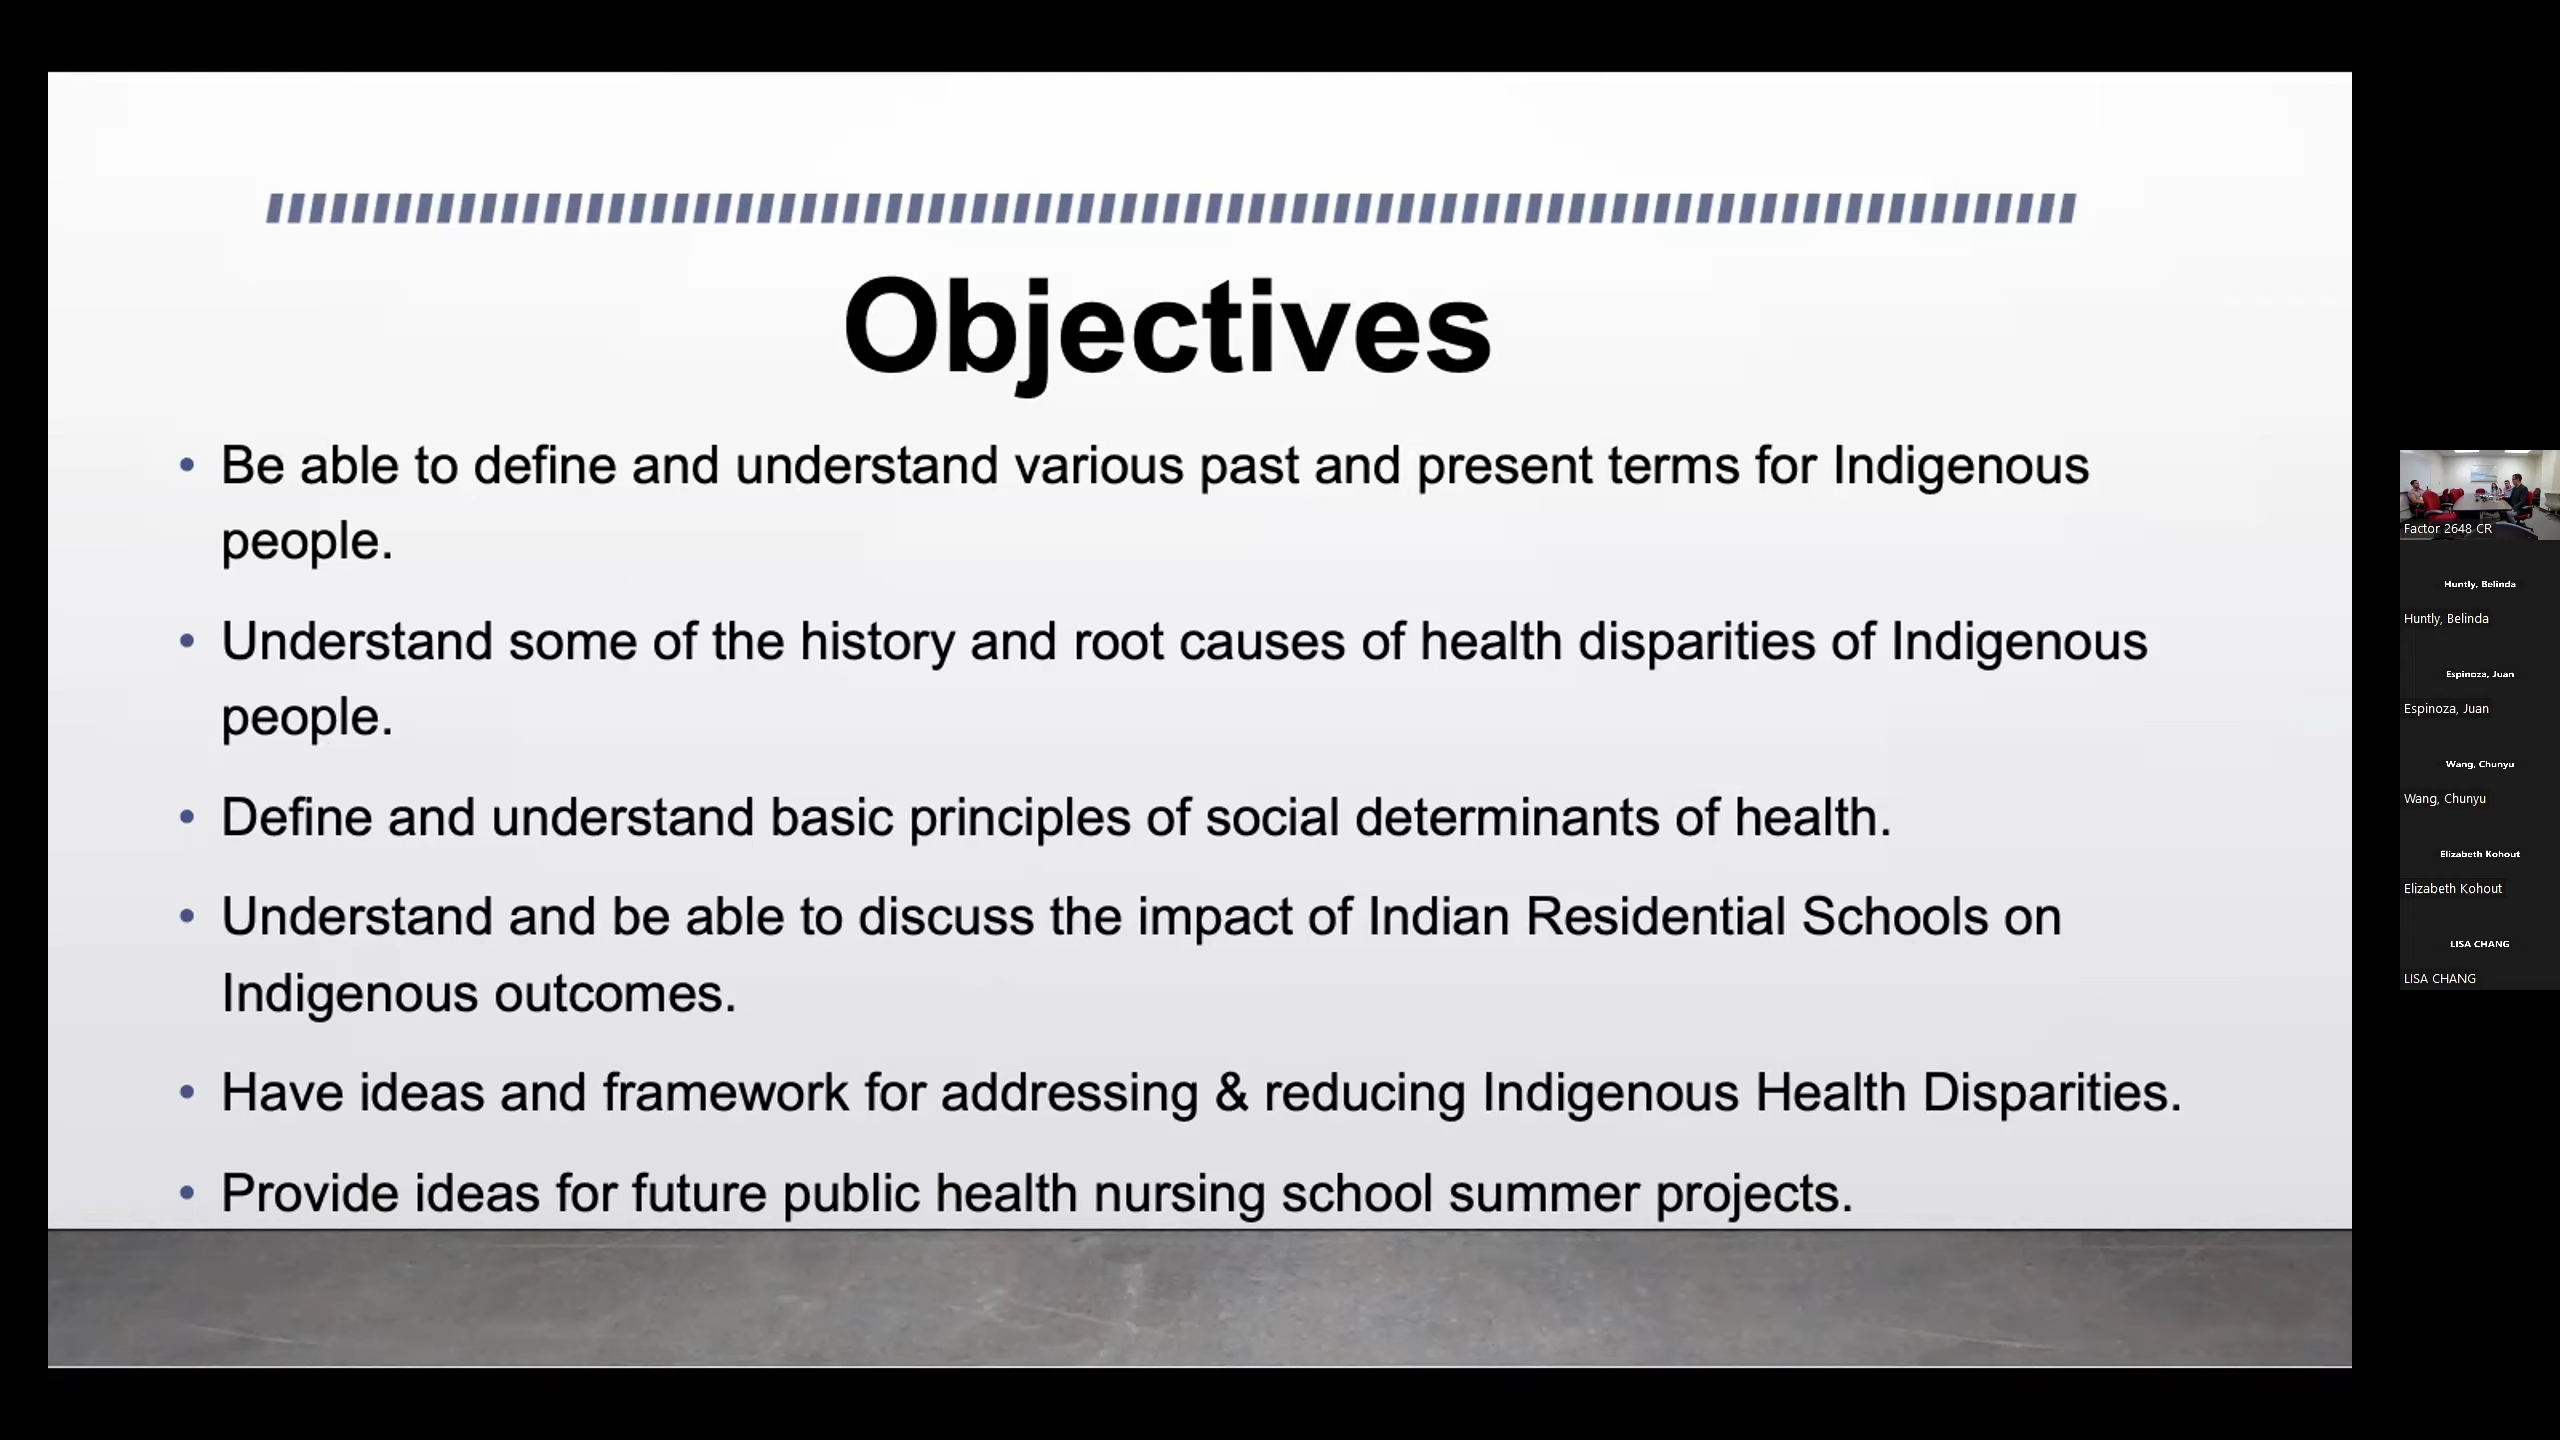 Objectives
• Be able to define and understand various past and present terms for Indigenous
people.
• Understand some of the history and root causes of health disparities of Indigenous
people.
• Define and understand basic principles of social determinants of health.
• Understand and be able to discuss the impact of Indian Residential Schools on
Indigenous outcomes.
• Have ideas and framework for addressing & reducing Indigenous Health Disparities.
• Provide ideas for future public health nursing school summer projects.
Factor 2648 CR
Huntly, Belinda
Huntly, Belinda
Espinoza, Juan
Espinoza, Juan
Wang, Chunyu
Wang, Chunyu
Elizabeth Kohout
Elizabeth Kohout
LISA CHANG
LISA CHANG